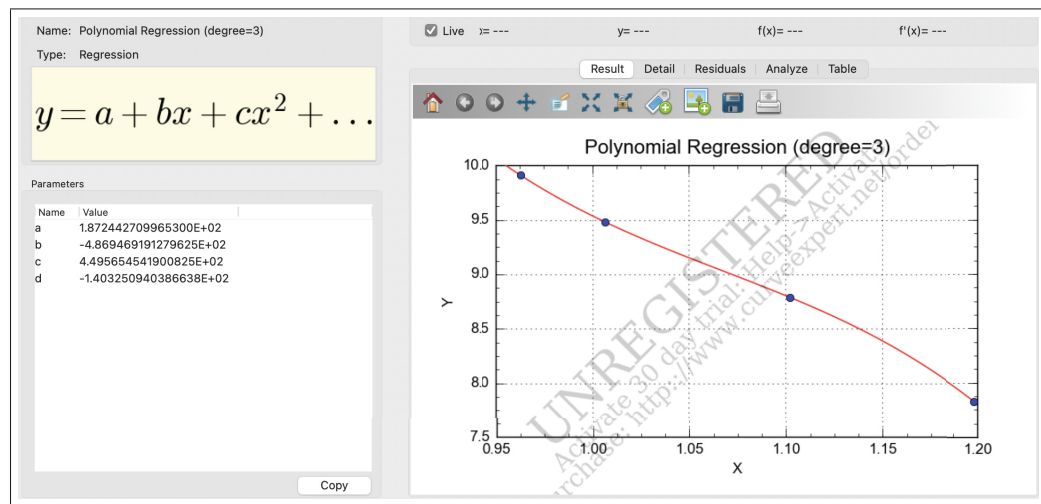 Name: Polynomial Regression (degree=3)
Type: Regression
y = a + bx + cx² + ...
Parameters
Name Value
a 1.872442709965300E+02
b -4.869469191279625E+02
c 4.495654541900825E+02
d -1.403250940386638E+02
Copy
Live x= --- y= --- f(x)= --- f'(x)= ---
Result Detail Residuals Analyze Table
Polynomial Regression (degree=3)
10.0
9.5
9.0
8.5
8.0
7.5
Y
0.95 1.00 1.05 1.10 1.15 1.20
X
UNREGISTERED
Activate 30 day trial: Help->Activate
rchase: http://www.curveexpert.net/order